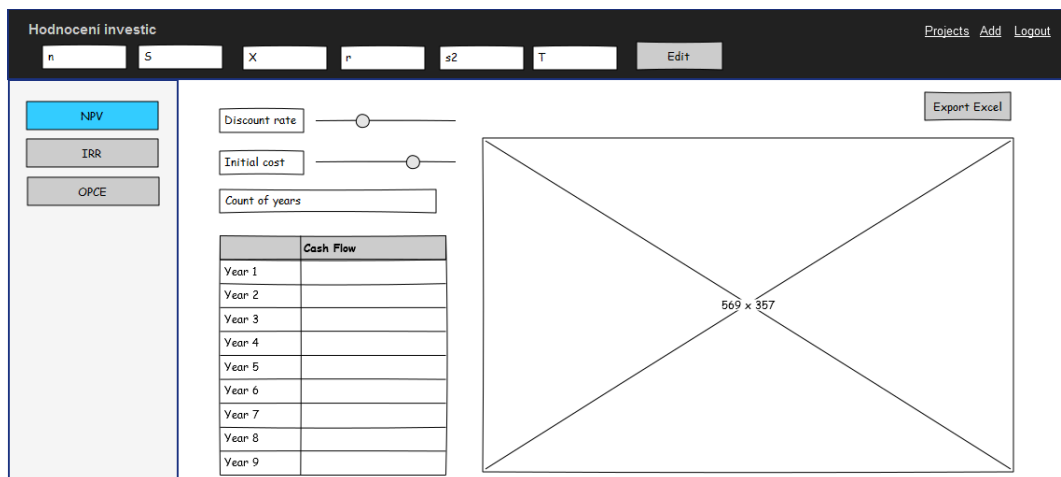 Hodnocení investic
Projects Add Logout
n S X r s2 T Edit
NPV
IRR
OPCE
Export Excel
Discount rate
Initial cost
Count of years
Cash Flow
Year 1
Year 2
Year 3
Year 4
Year 5
Year 6
Year 7
Year 8
Year 9
569 x 357